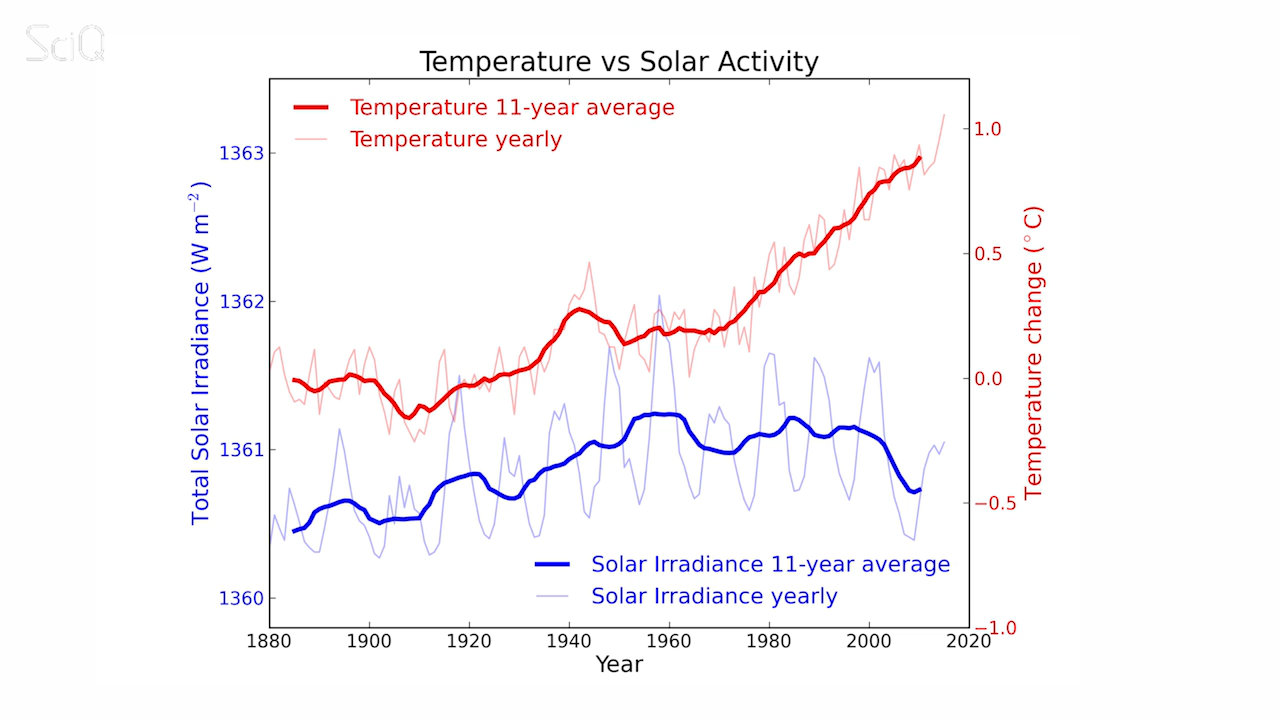 SciQ
Temperature vs Solar Activity
Temperature 11-year average
Temperature yearly
1363
1362
1361
1360
Total Solar Irradiance (W m⁻²)
1.0
0.5
0.0
−0.5
−1.0
Temperature change (°C)
Solar Irradiance 11-year average
Solar Irradiance yearly
1880 1900 1920 1940 1960 1980 2000 2020
Year